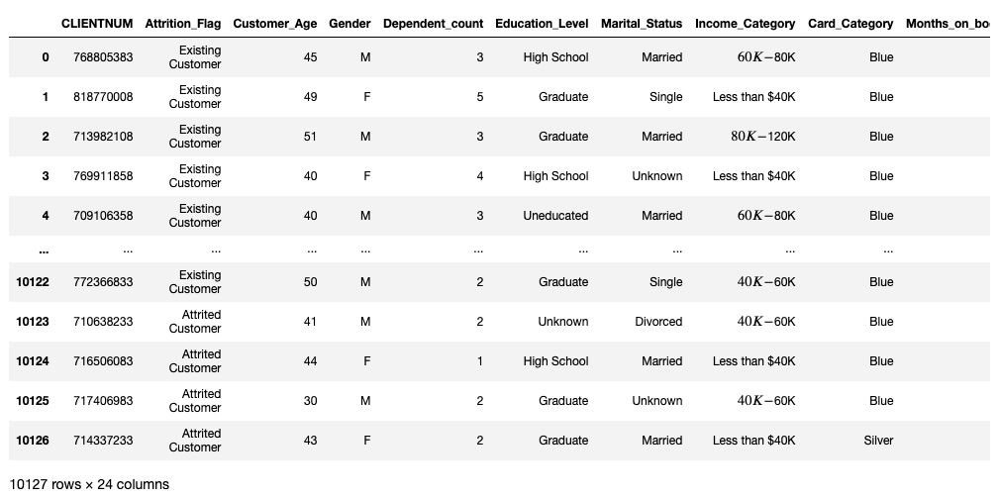 CLIENTNUM Attrition_Flag Customer_Age Gender Dependent_count Education_Level Marital_Status Income_Category Card_Category Months_on_bo
0 768805383 Existing Customer 45 M 3 High School Married 60K−80K Blue
1 818770008 Existing Customer 49 F 5 Graduate Single Less than $40K Blue
2 713982108 Existing Customer 51 M 3 Graduate Married 80K−120K Blue
3 769911858 Existing Customer 40 F 4 High School Unknown Less than $40K Blue
4 709106358 Existing Customer 40 M 3 Uneducated Married 60K−80K Blue
... ... ... ... ... ... ... ... ... ...
10122 772366833 Existing Customer 50 M 2 Graduate Single 40K−60K Blue
10123 710638233 Attrited Customer 41 M 2 Unknown Divorced 40K−60K Blue
10124 716506083 Attrited Customer 44 F 1 High School Married Less than $40K Blue
10125 717406983 Attrited Customer 30 M 2 Graduate Unknown 40K−60K Blue
10126 714337233 Attrited Customer 43 F 2 Graduate Married Less than $40K Silver
10127 rows × 24 columns